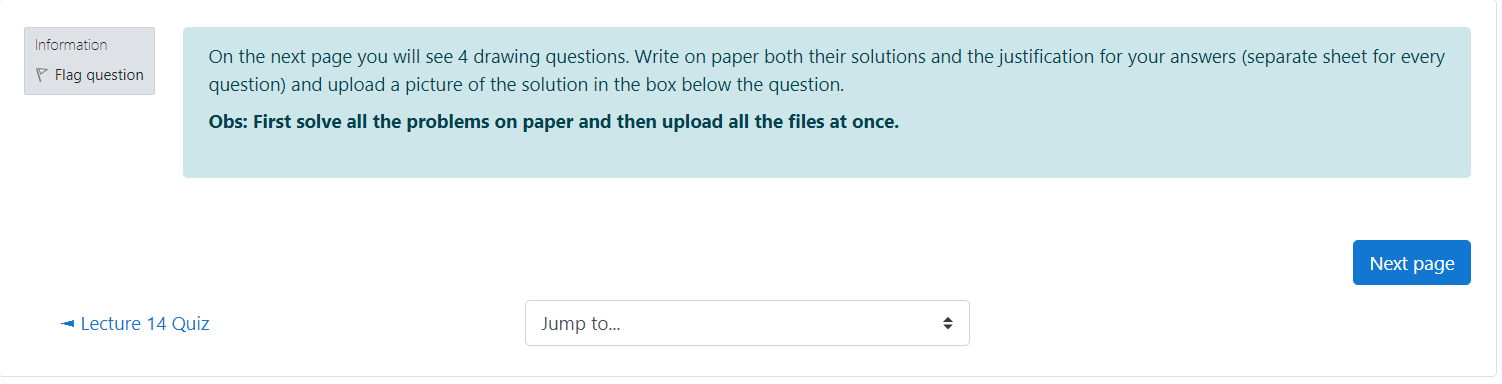 Information
Flag question
On the next page you will see 4 drawing questions. Write on paper both their solutions and the justification for your answers (separate sheet for every
question) and upload a picture of the solution in the box below the question.
Obs: First solve all the problems on paper and then upload all the files at once.
Next page
◄ Lecture 14 Quiz
Jump to...